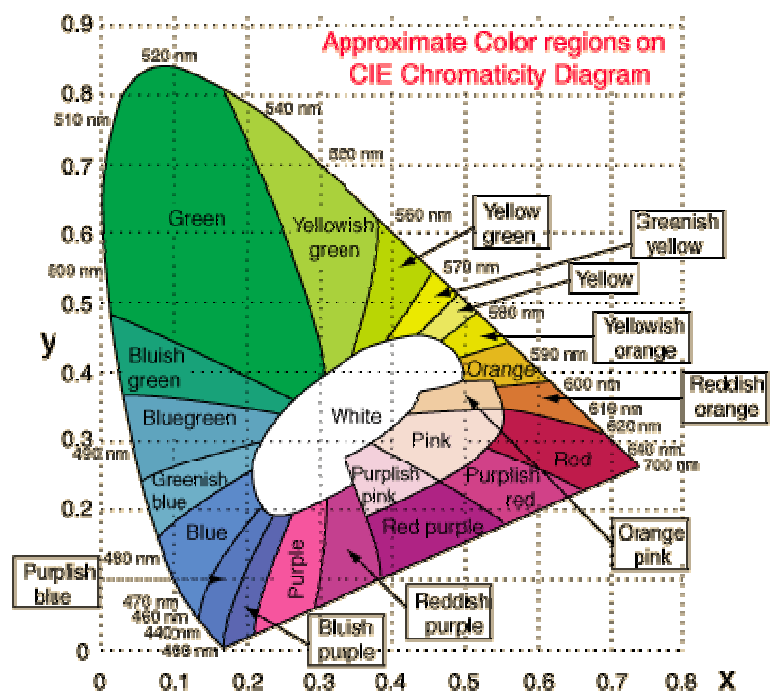 Approximate Color regions on
CIE Chromaticity Diagram
0.9
520 nm
0.8
540 nm
510 nm
0.7
550 nm
Yellow
green
Greenish
yellow
560 nm
Green
Yellowish
green
0.6
570 nm
Yellow
500 nm
0.5
580 nm
Yellowish
orange
y
590 nm
Bluish
green
0.4
Orange
600 nm
Reddish
orange
610 nm
620 nm
White
Bluegreen
0.3
Pink
490 nm
640 nm
700 nm
Rod
Greenish
blue
Purplish
pink
Purplish
red
0.2
Blue
Red purple
Orange
pink
480 nm
Purplish
blue
0.1
Purple
470 nm
460 nm
440nm
Reddish
purple
Bluish
purple
0
0
0.1
0.2
0.3
0.4
0.5
0.6
0.7
0.8
x